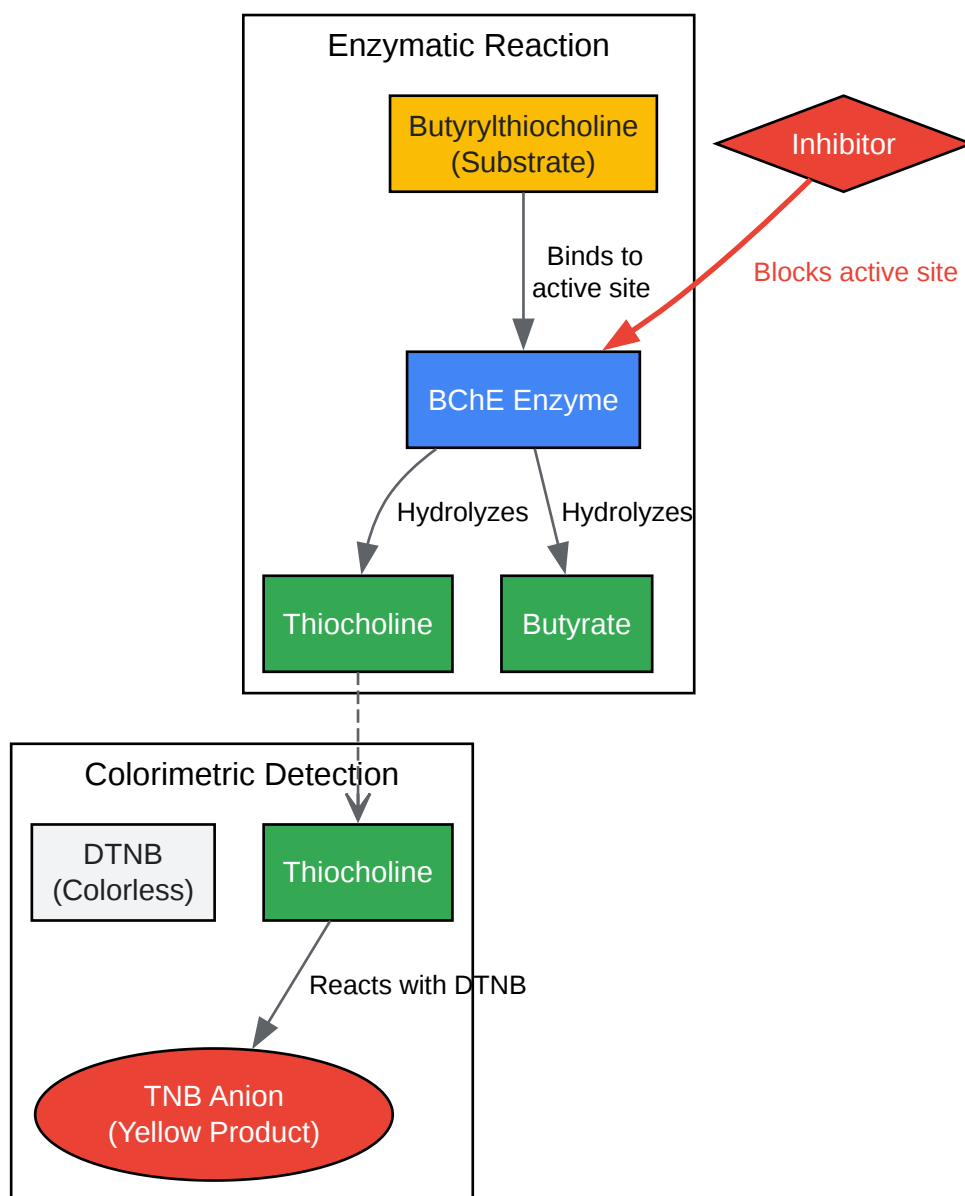 Enzymatic Reaction
Butyrylthiocholine
(Substrate)
Inhibitor
Binds to
active site
Blocks active site
BChE Enzyme
Hydrolyzes
Hydrolyzes
Thiocholine
Butyrate
Colorimetric Detection
DTNB
(Colorless)
Thiocholine
Reacts with DTNB
TNB Anion
(Yellow Product)